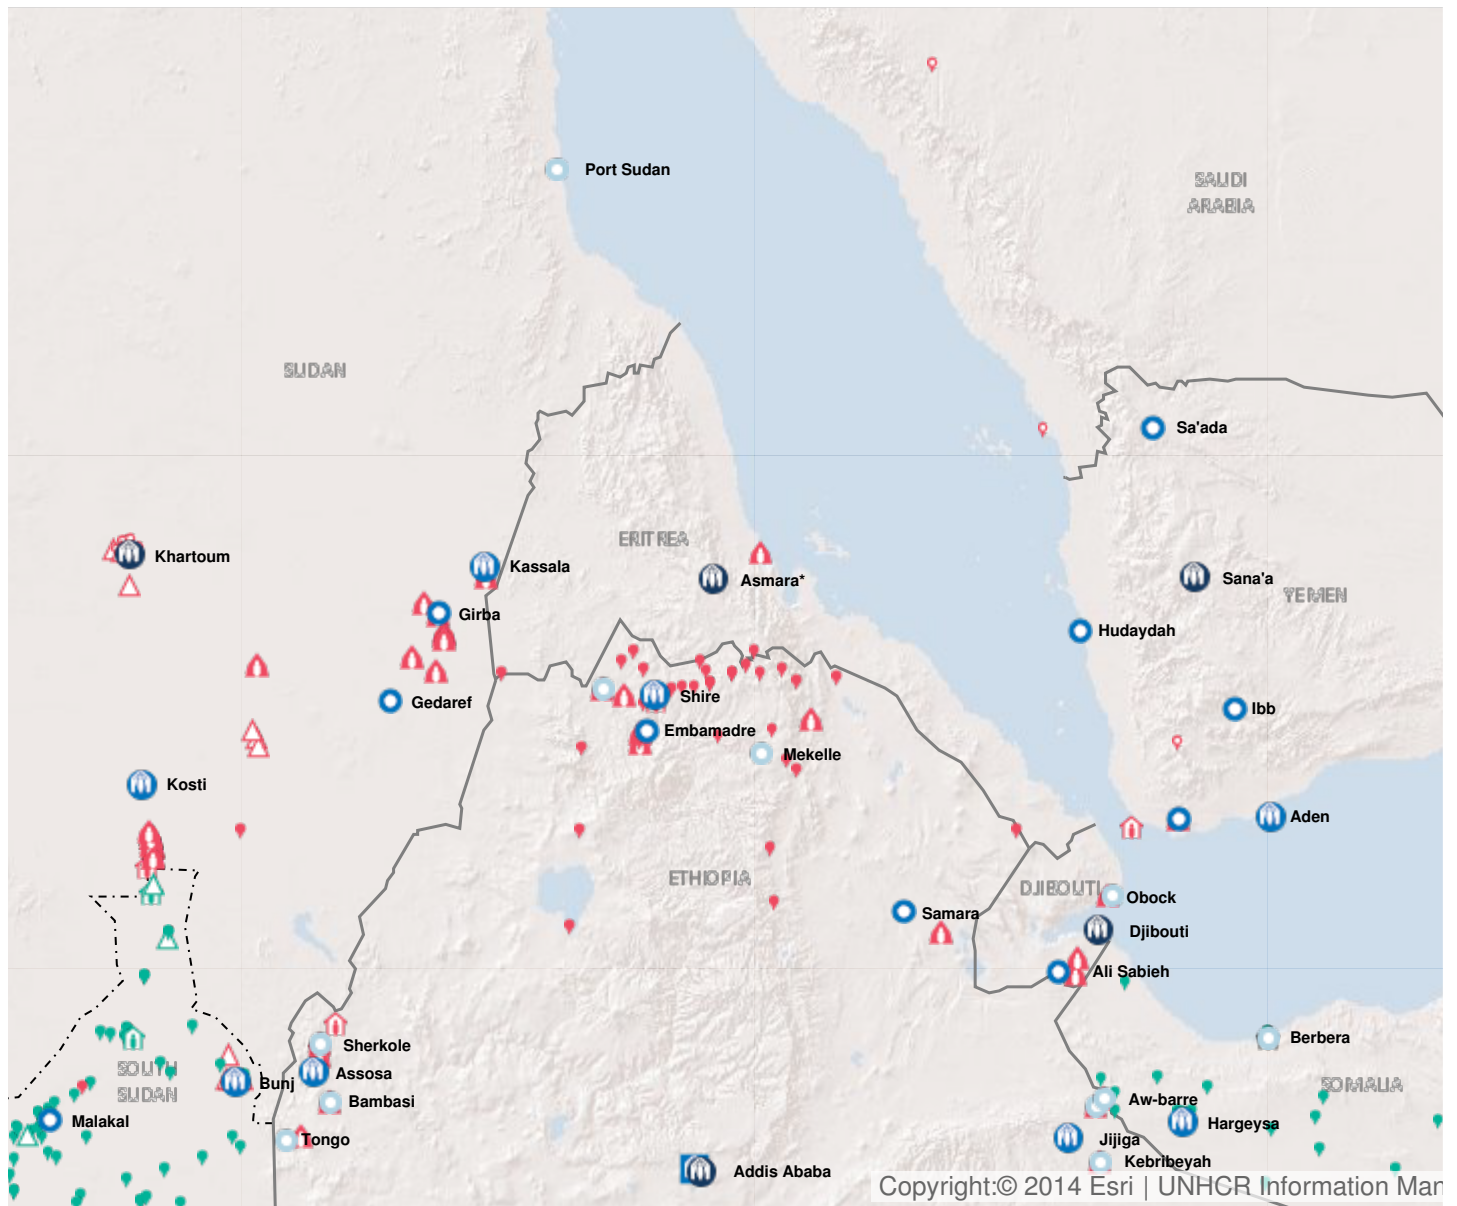 Port Sudan
SAUDI
ARABIA
SUDAN
Sa'ada
ERITREA
Khartoum
Kassala
Asmara*
Sana'a
YEMEN
Girba
Hudaydah
Gedaref
Shire
Ibb
Embamadre
Mekelle
Kosti
Aden
ETHIOPIA
DJIBOUTI
Obock
Samara
Djibouti
Ali Sabieh
Berbera
Sherkole
SOUTH
SUDAN
Assosa
Bunj
SOMALIA
Bambasi
Aw-barre
Malakal
Hargeysa
Tongo
Jijiga
Kebribeyah
Addis Ababa
Copyright:© 2014 Esri | UNHCR Information Man